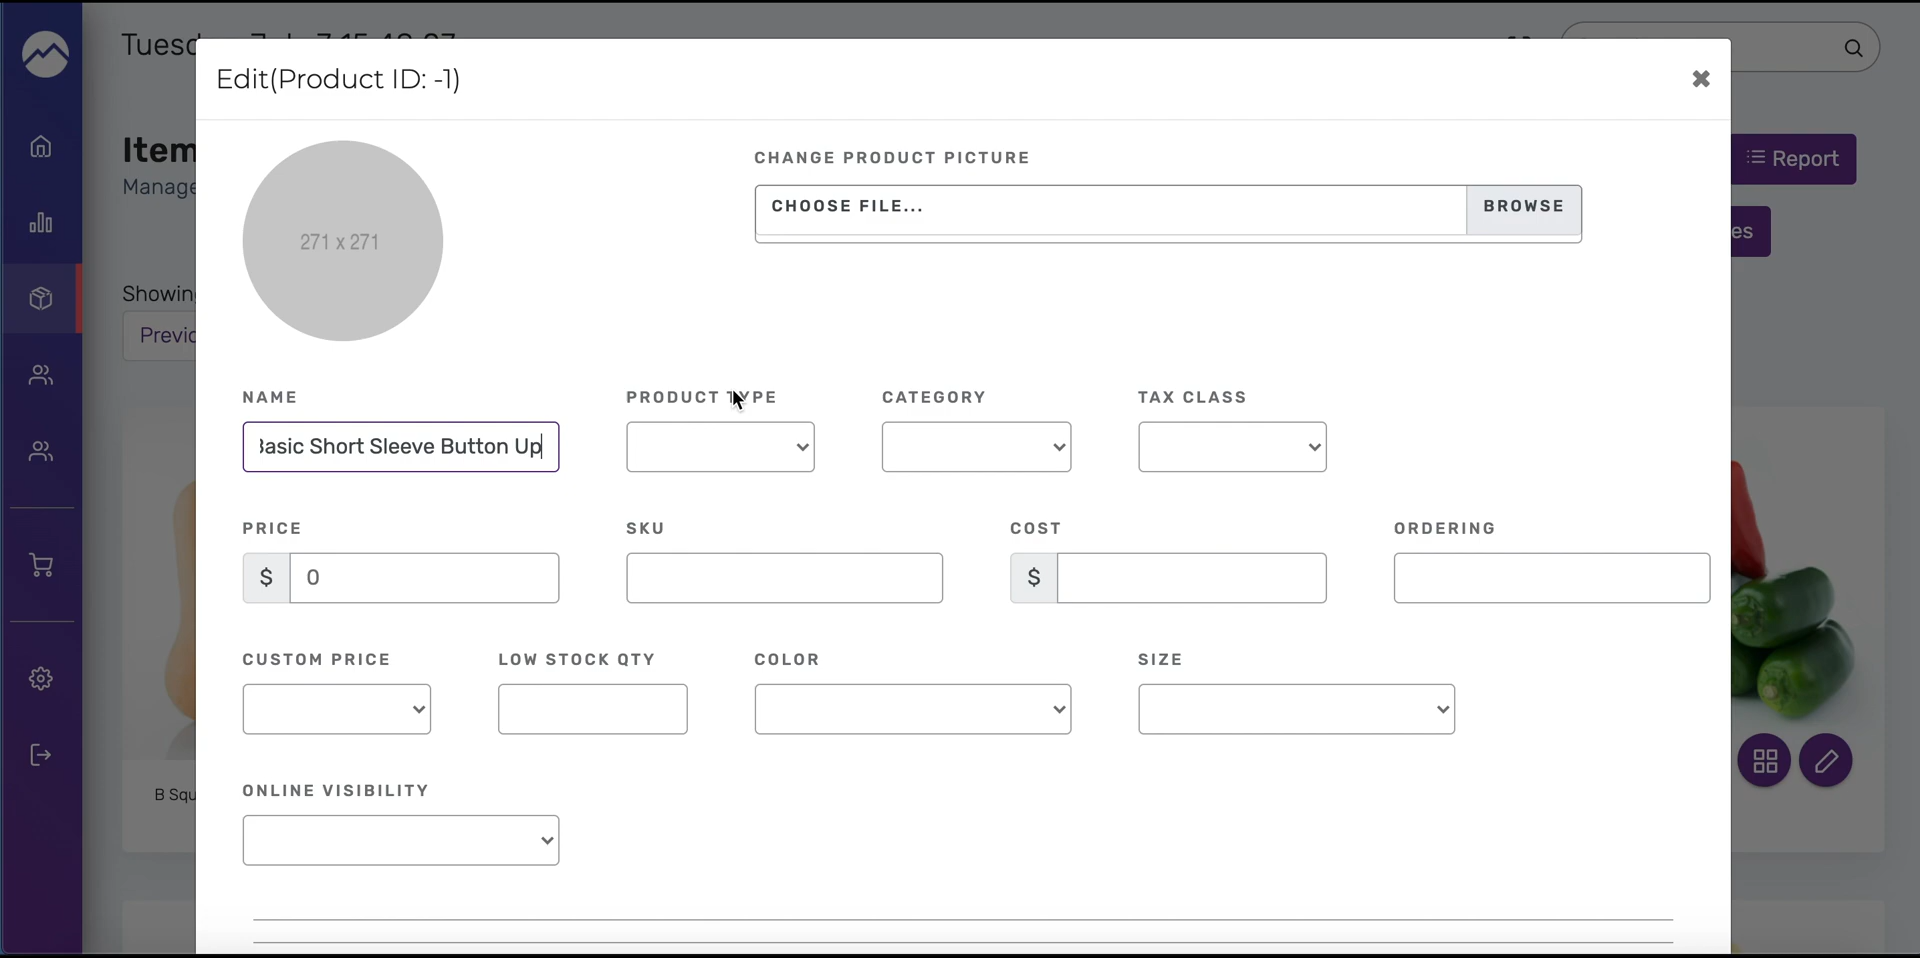 Edit(Product ID: -1)
Item
Manage
Report
271 x 271
CHANGE PRODUCT PICTURE
CHOOSE FILE...
BROWSE
es
Showin
Previc
NAME
PRODUCT TYPE
CATEGORY
TAX CLASS
Basic Short Sleeve Button Up
PRICE
SKU
COST
ORDERING
$ 0
$
CUSTOM PRICE
LOW STOCK QTY
COLOR
SIZE
ONLINE VISIBILITY
B Squ